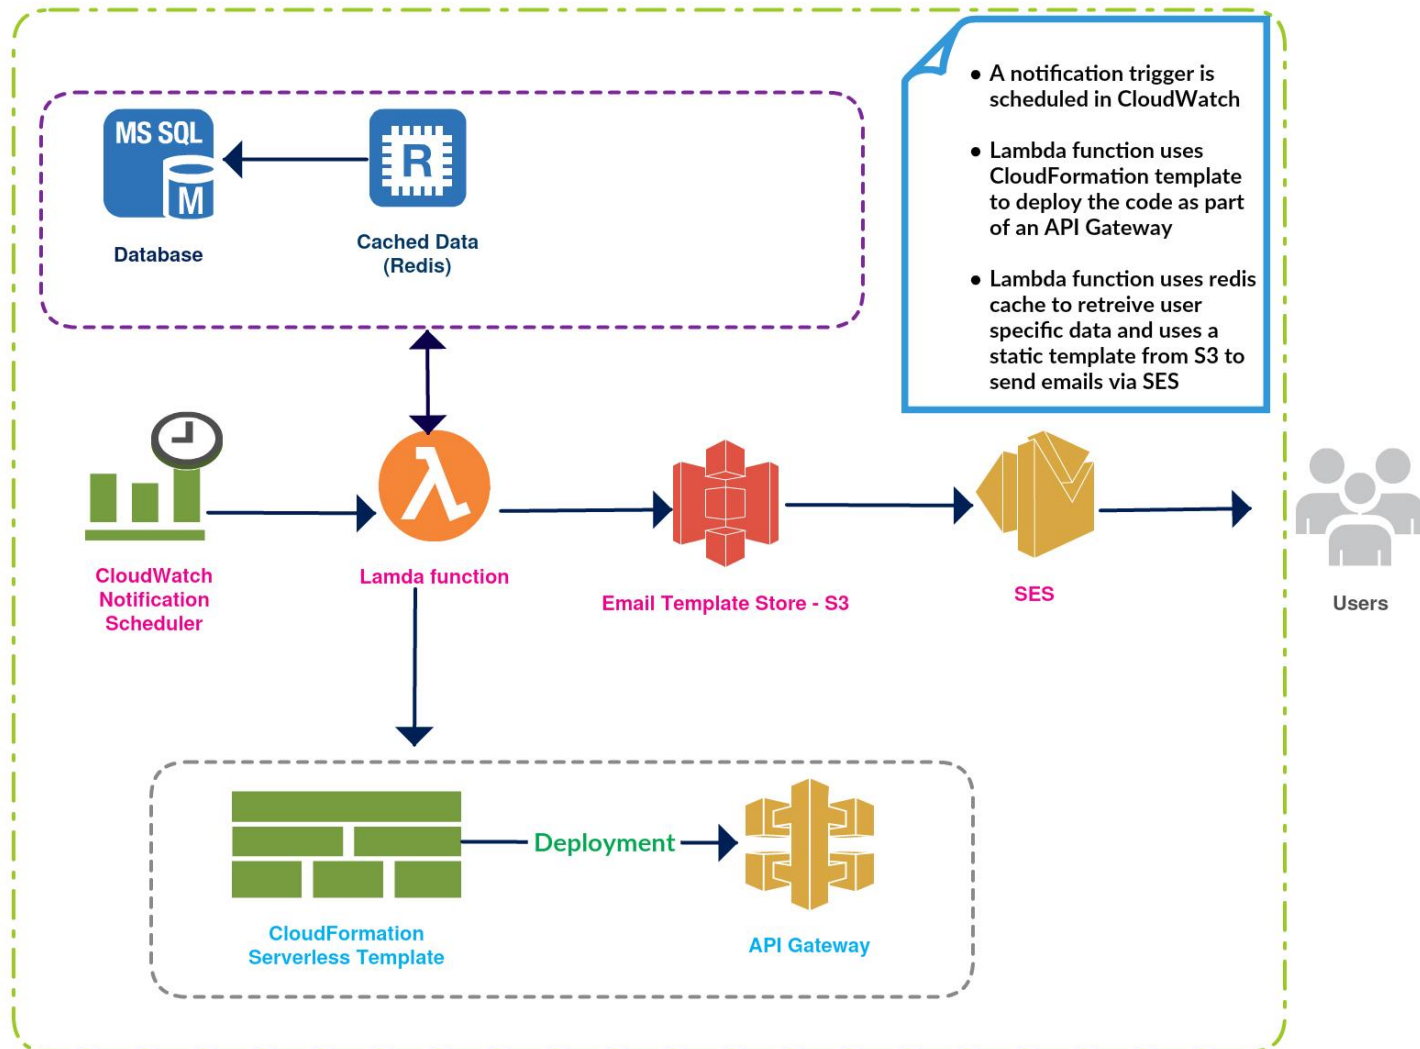 ● A notification trigger is
scheduled in CloudWatch
● Lambda function uses
CloudFormation template
to deploy the code as part
of an API Gateway
● Lambda function uses redis
cache to retreive user
specific data and uses a
static template from S3 to
send emails via SES
MS SQL
M
Database
R
Cached Data
(Redis)
CloudWatch
Notification
Scheduler
λ
Lamda function
Email Template Store - S3
SES
Users
Deployment
CloudFormation
Serverless Template
API Gateway